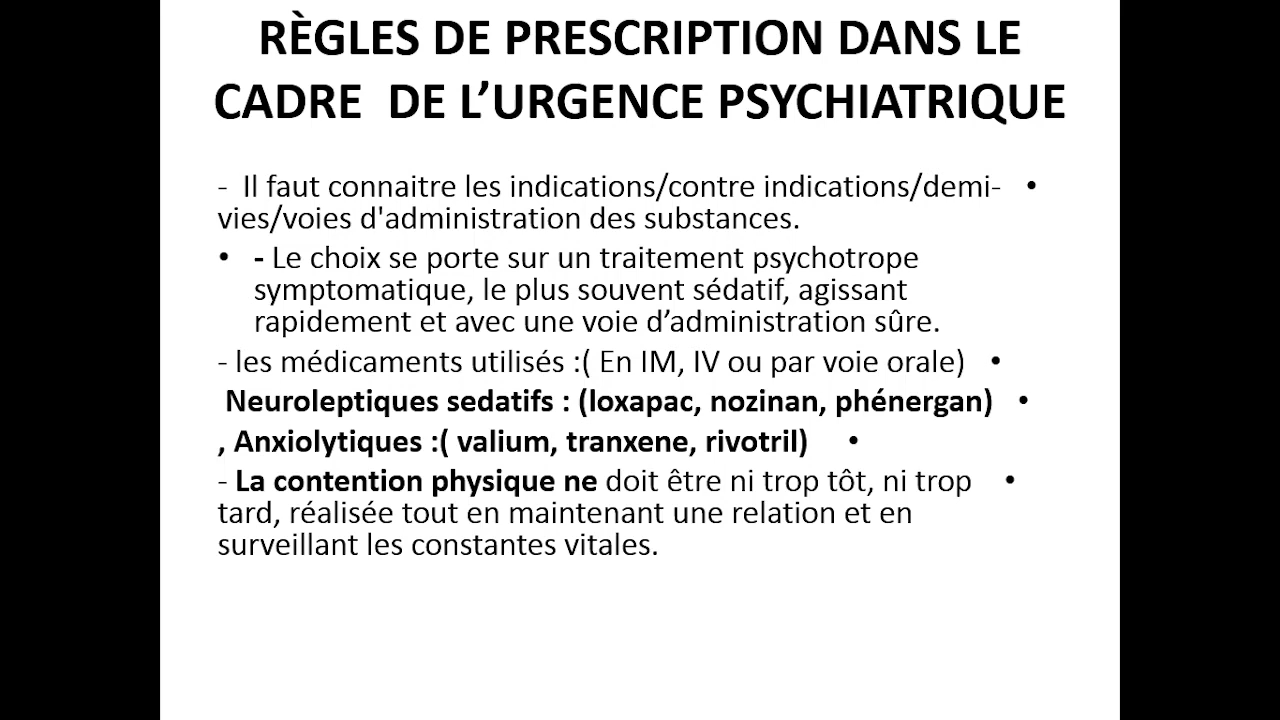 RÈGLES DE PRESCRIPTION DANS LE
CADRE  DE L’URGENCE PSYCHIATRIQUE
-  Il faut connaitre les indications/contre indications/demi- •
vies/voies d'administration des substances.
• - Le choix se porte sur un traitement psychotrope
symptomatique, le plus souvent sédatif, agissant
rapidement et avec une voie d’administration sûre.
- les médicaments utilisés :( En IM, IV ou par voie orale) •
Neuroleptiques sedatifs : (loxapac, nozinan, phénergan) •
, Anxiolytiques :( valium, tranxene, rivotril) •
- La contention physique ne doit être ni trop tôt, ni trop •
tard, réalisée tout en maintenant une relation et en
surveillant les constantes vitales.